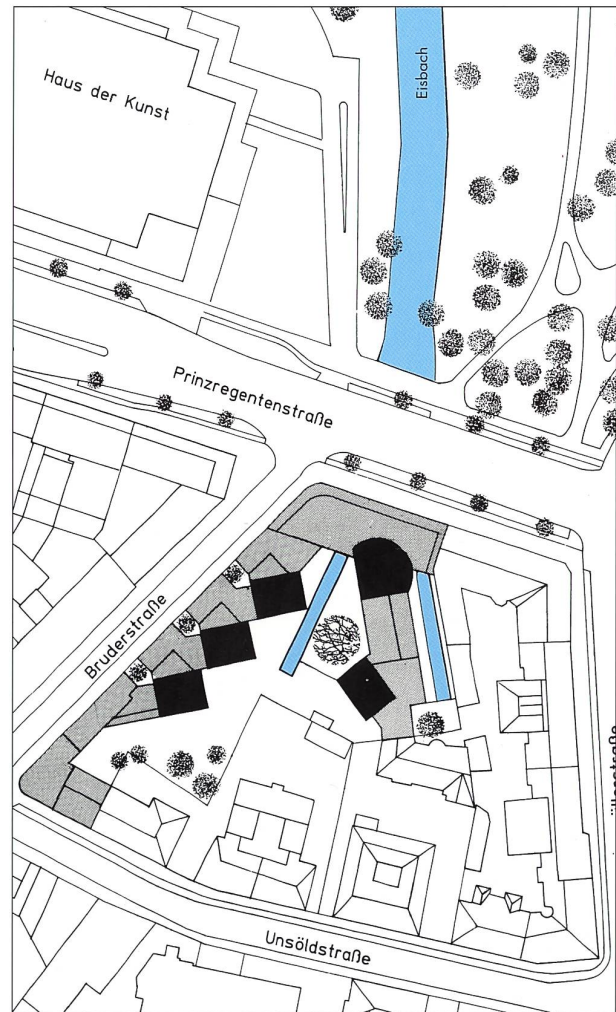 Haus der Kunst
Eisbach
Prinzregentenstraße
Bruderstraße
Unsöldstraße